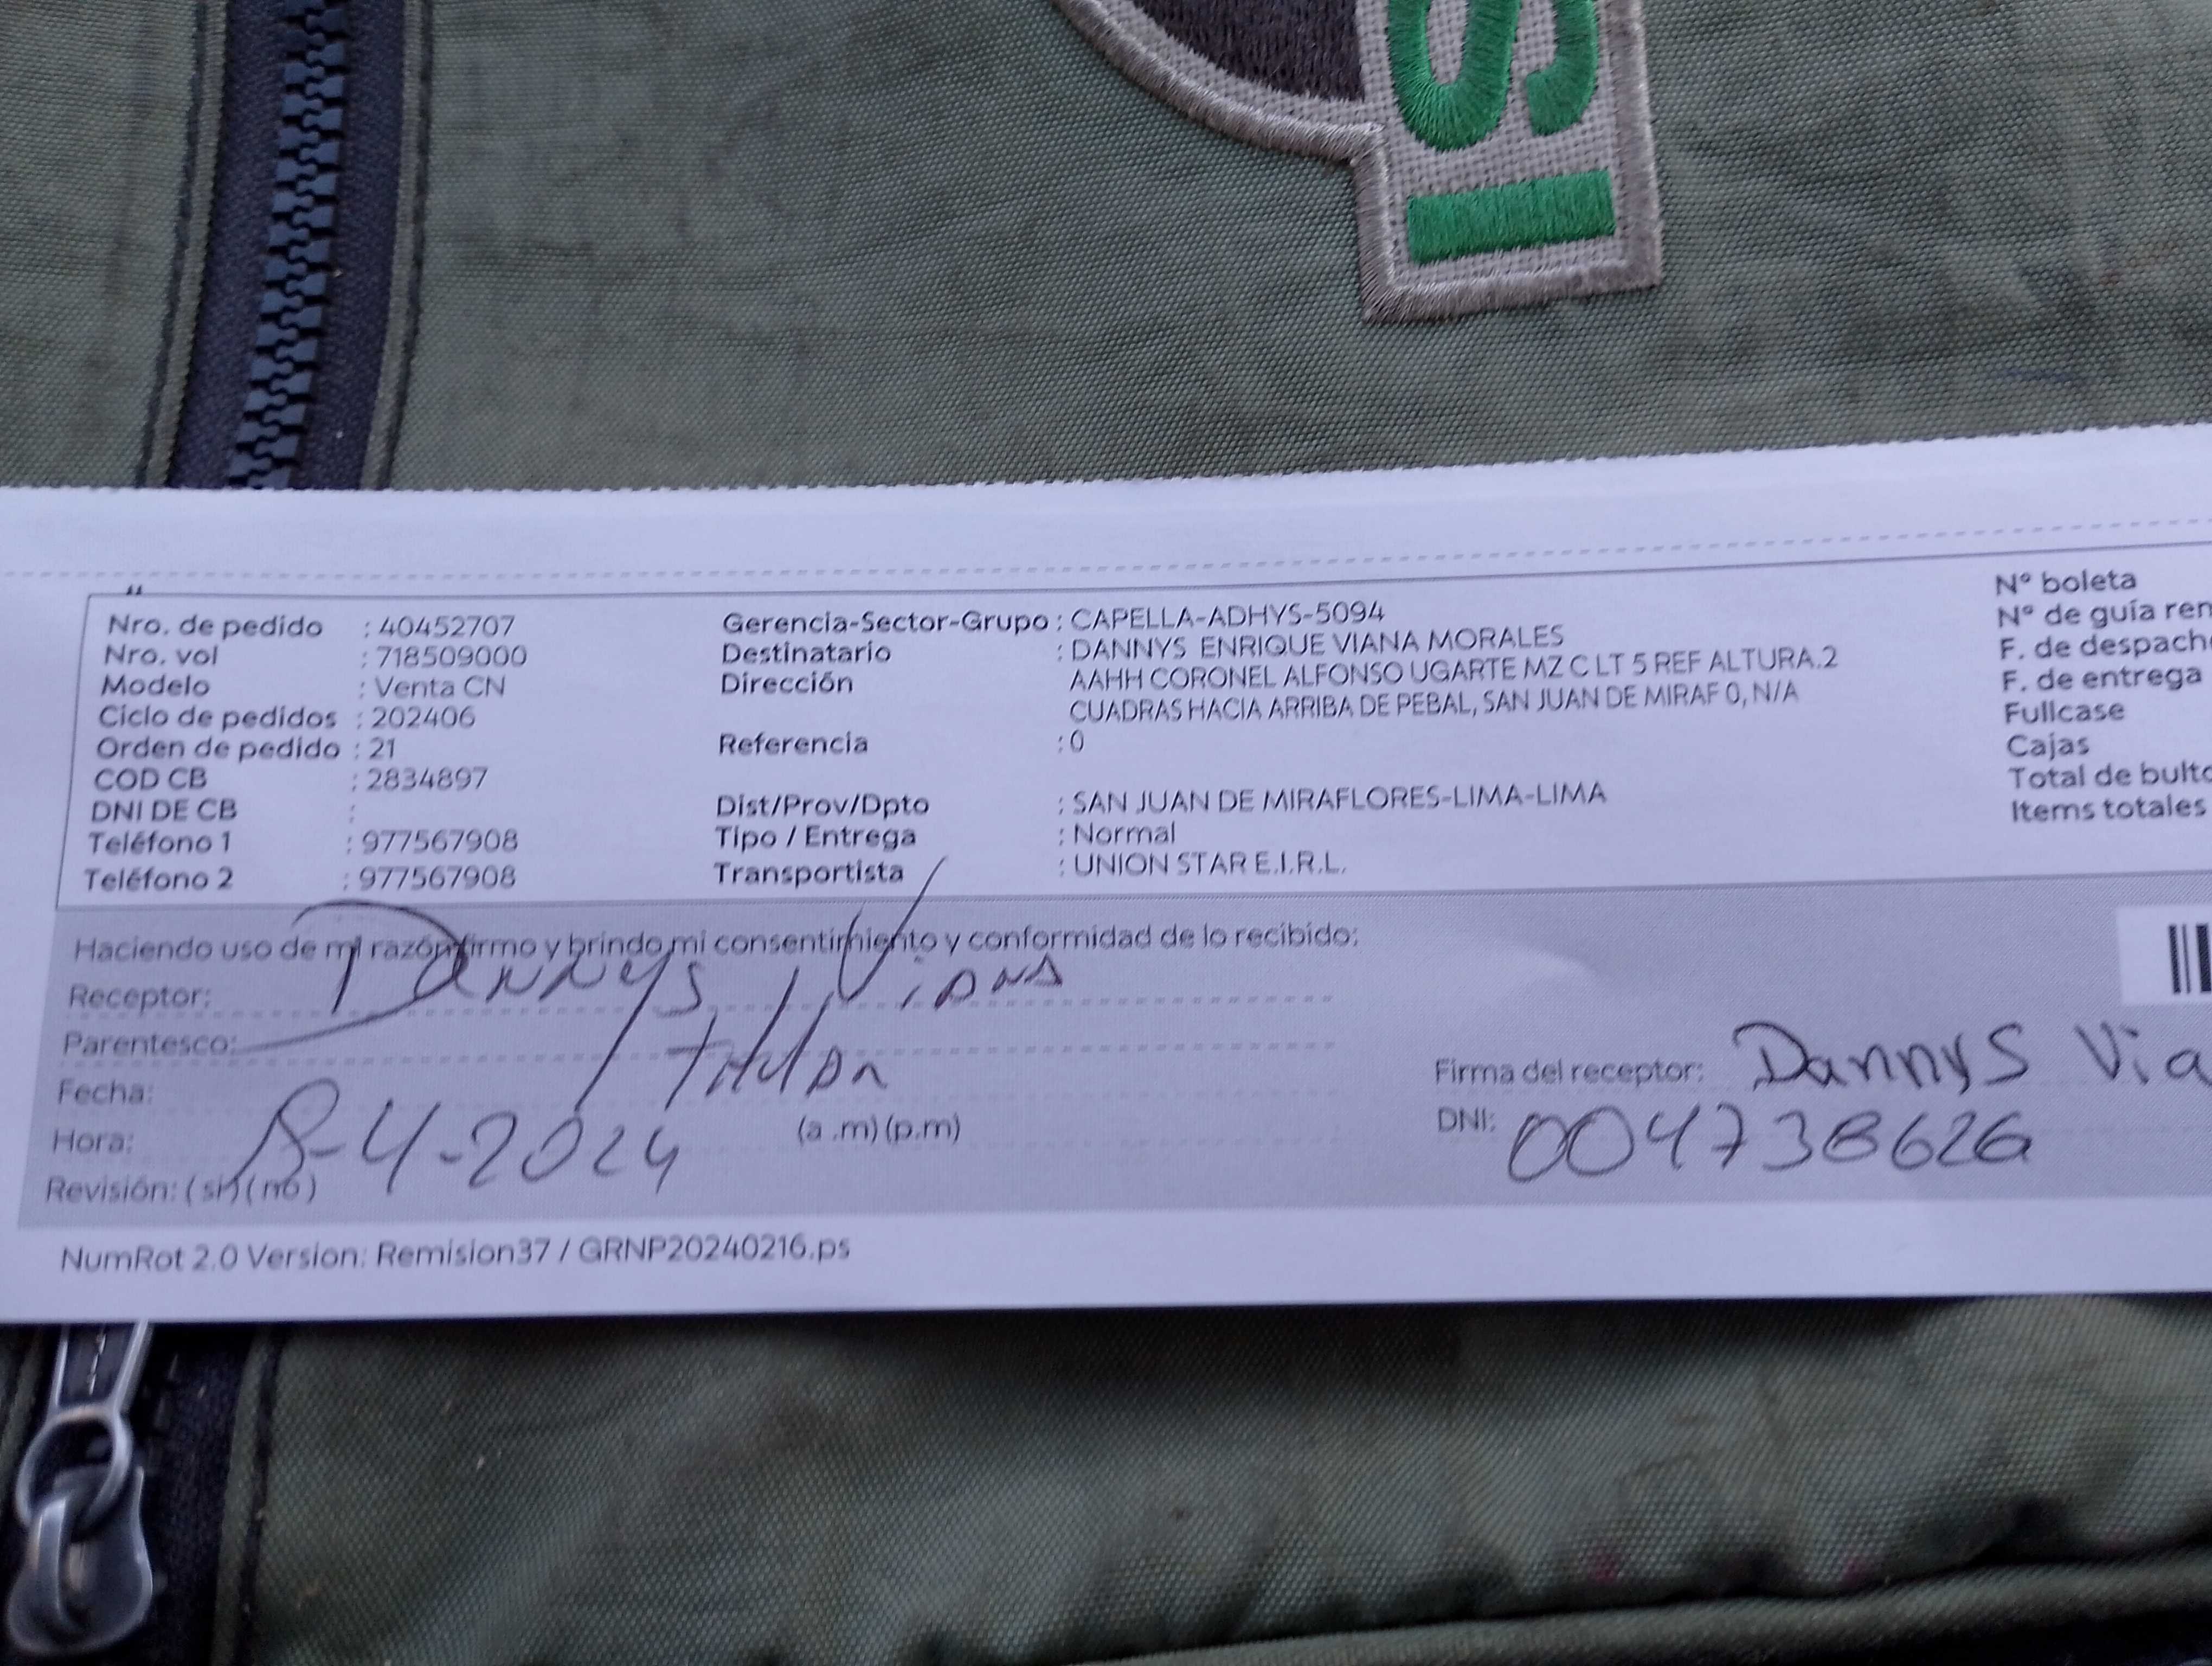 SI
Nro. de pedido : 40452707
Nro. vol : 718509000
Modelo : Venta CN
Ciclo de pedidos : 202406
Orden de pedido : 21
COD CB : 2834897
DNI DE CB :
Teléfono 1 : 977567908
Teléfono 2 : 977567908
Gerencia-Sector-Grupo : CAPELLA-ADHYS-5094
Destinatario : DANNYS ENRIQUE VIANA MORALES
Dirección AAHH CORONEL ALFONSO UGARTE MZ C LT 5 REF ALTURA.2
CUADRAS HACIA ARRIBA DE PEBAL, SAN JUAN DE MIRAF 0, N/A
Referencia : 0
Dist/Prov/Dpto : SAN JUAN DE MIRAFLORES-LIMA-LIMA
Tipo / Entrega : Normal
Transportista : UNION STAR E.I.R.L.
N° boleta
N° de guía ren
F. de despach
F. de entrega
Fullcase
Cajas
Total de bulto
Items totales
Haciendo uso de mi razón firmo y brindo mi consentimiento y conformidad de lo recibido:
Receptor: Dannys Viana
Parentesco: Titular
Fecha: 8-4-2024
Hora: (a .m) (p.m)
Revisión: ( si ) ( no )
Firma del receptor: Dannys Via
DNI: 004738626
NumRot 2.0 Version: Remision37 / GRNP20240216.ps